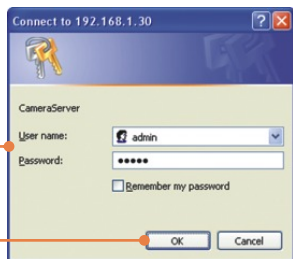 Connect to 192.168.1.30
CameraServer
User name:
admin
Password:
•••••
Remember my password
OK
Cancel